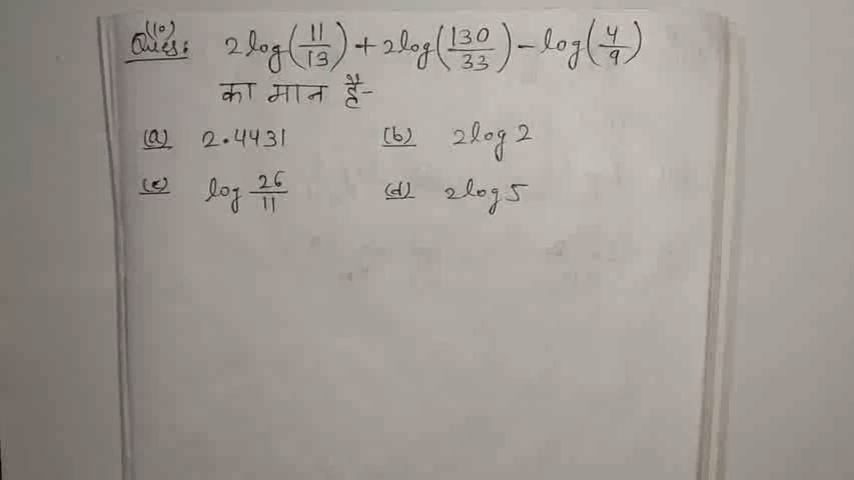 (10)
Ques: 2log(11/13) + 2log(130/33) - log(4/9)
का मान है-
(a) 2.4431 (b) 2log2
(c) log 26/11 (d) 2log5